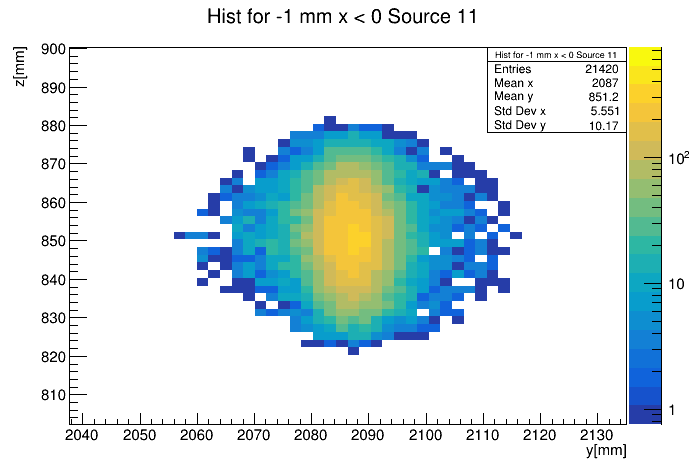 Hist for -1 mm x < 0 Source 11
z[mm]
900
890
880
870
860
850
840
830
820
810
Hist for -1 mm x < 0 Source 11
Entries 21420
Mean x 2087
Mean y 851.2
Std Dev x 5.551
Std Dev y 10.17
10²
10
1
2040 2050 2060 2070 2080 2090 2100 2110 2120 2130
y[mm]